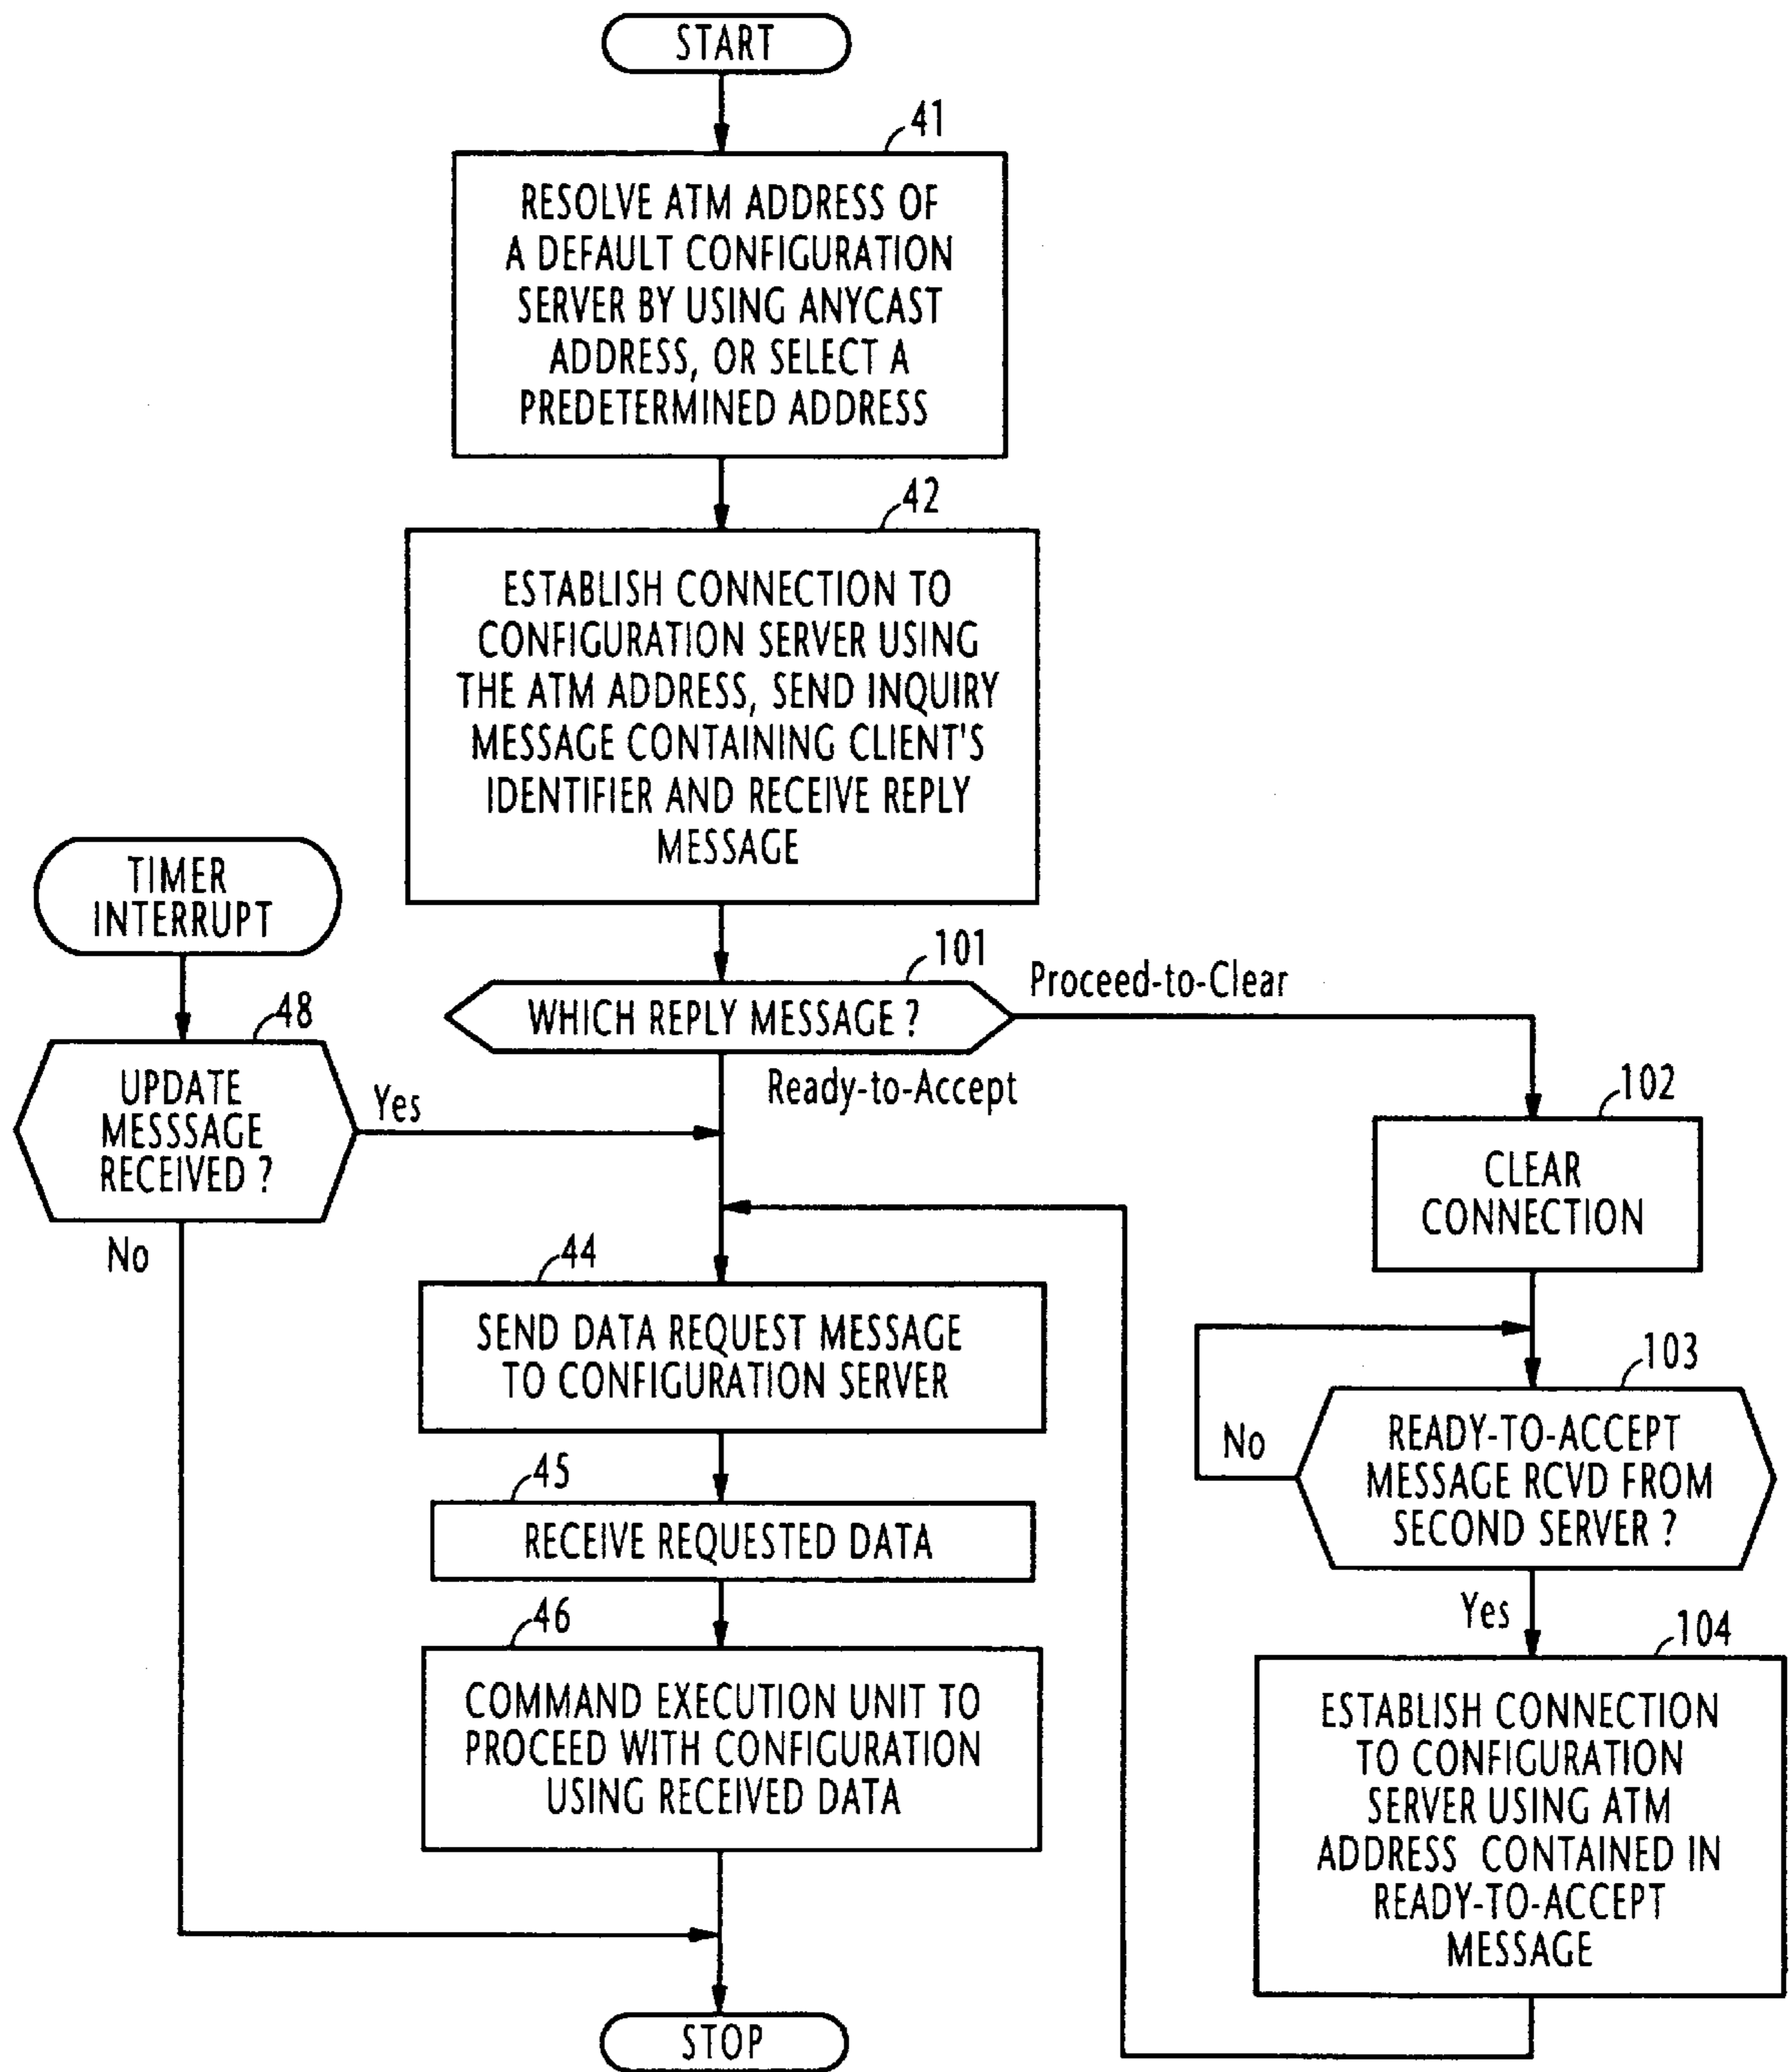 START
41
RESOLVE ATM ADDRESS OF
A DEFAULT CONFIGURATION
SERVER BY USING ANYCAST
ADDRESS, OR SELECT A
PREDETERMINED ADDRESS
42
ESTABLISH CONNECTION TO
CONFIGURATION SERVER USING
THE ATM ADDRESS, SEND INQUIRY
MESSAGE CONTAINING CLIENT'S
IDENTIFIER AND RECEIVE REPLY
MESSAGE
TIMER
INTERRUPT
101
WHICH REPLY MESSAGE ?
Proceed-to-Clear
Ready-to-Accept
48
UPDATE
MESSSAGE
RECEIVED ?
Yes
No
102
CLEAR
CONNECTION
44
SEND DATA REQUEST MESSAGE
TO CONFIGURATION SERVER
103
READY-TO-ACCEPT
MESSAGE RCVD FROM
SECOND SERVER ?
No
Yes
45
RECEIVE REQUESTED DATA
46
COMMAND EXECUTION UNIT TO
PROCEED WITH CONFIGURATION
USING RECEIVED DATA
104
ESTABLISH CONNECTION
TO CONFIGURATION
SERVER USING ATM
ADDRESS CONTAINED IN
READY-TO-ACCEPT
MESSAGE
STOP